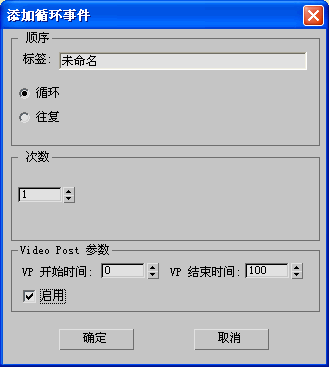 添加循环事件
顺序
标签: 未命名
循环
往复
次数
1
Video Post 参数
VP 开始时间: 0 VP 结束时间: 100
启用
确定 取消